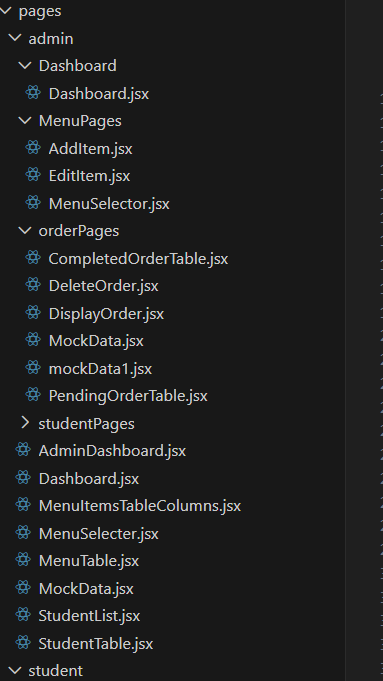 pages
admin
Dashboard
Dashboard.jsx
MenuPages
AddItem.jsx
EditItem.jsx
MenuSelector.jsx
orderPages
CompletedOrderTable.jsx
DeleteOrder.jsx
DisplayOrder.jsx
MockData.jsx
mockData1.jsx
PendingOrderTable.jsx
studentPages
AdminDashboard.jsx
Dashboard.jsx
MenuItemsTableColumns.jsx
MenuSelecter.jsx
MenuTable.jsx
MockData.jsx
StudentList.jsx
StudentTable.jsx
student